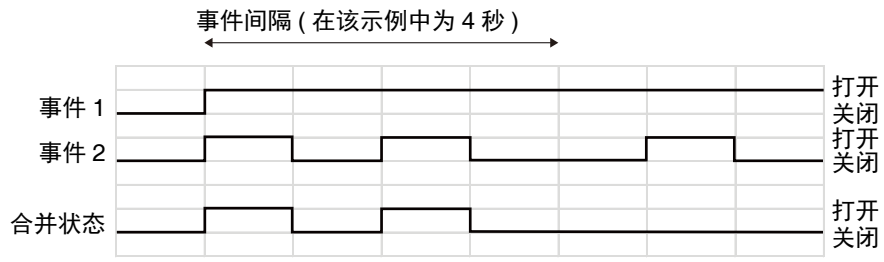 事件间隔 ( 在该示例中为 4 秒 )
事件 1
打开
关闭
事件 2
打开
关闭
合并状态
打开
关闭